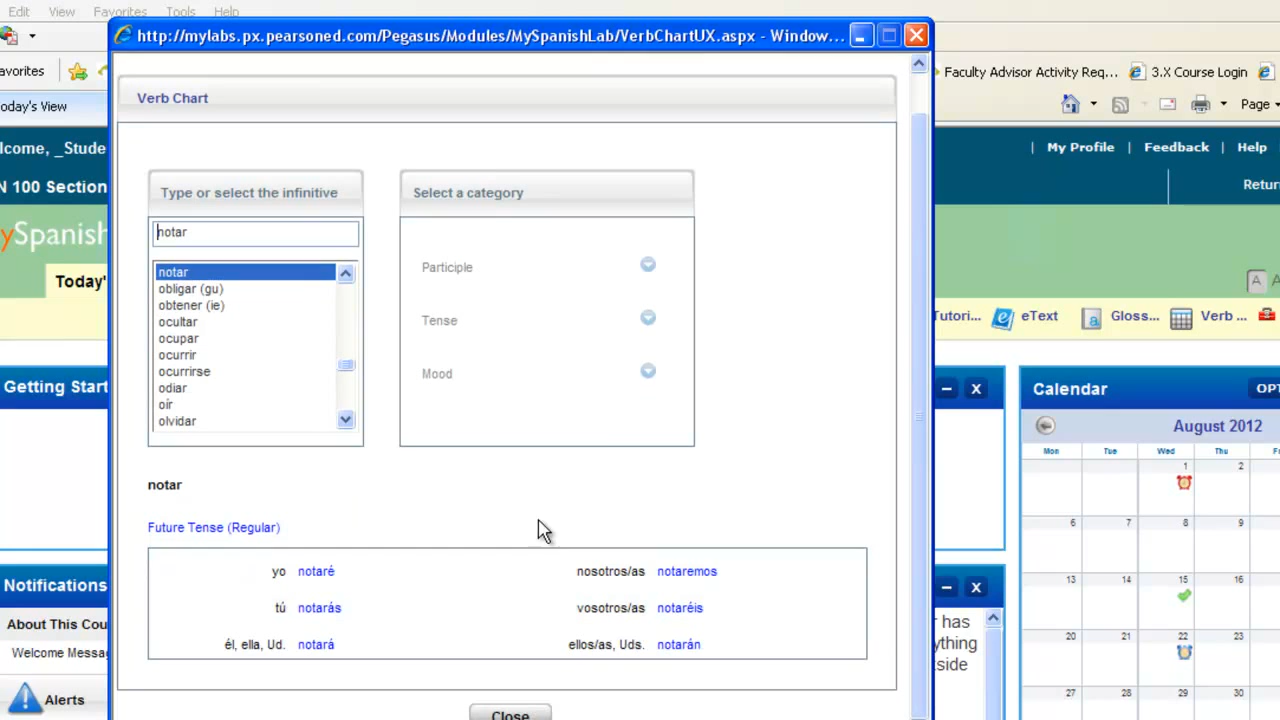 Edit View Favorites Tools Help
http://mylabs.px.pearsoned.com/Pegasus/Modules/MySpanishLab/VerbChartUX.aspx - Window...
avorites
Faculty Advisor Activity Req... 3.X Course Login
oday's View
Page
Verb Chart
lcome, _Stude
| My Profile | Feedback | Help
N 100 Section
Retur
Type or select the infinitive
Select a category
notar
ySpanish
Today'
A
Participle
Tense
Mood
notar
obligar (gu)
obtener (ie)
ocultar
ocupar
ocurrir
ocurrirse
odiar
oír
olvidar
Tutori... eText Gloss... Verb ...
Getting Start
X
Calendar OPT
August 2012
Mon Tue Wed Thu
1 2
6 7 8 9
13 14 15 16
20 21 22 23
27 28 29 30
notar
Future Tense (Regular)
yo notaré nosotros/as notaremos
tú notarás vosotros/as notaréis
él, ella, Ud. notará ellos/as, Uds. notarán
Close
Notifications
About This Cou
Welcome Messag
Alerts
X
r has
ything
kside